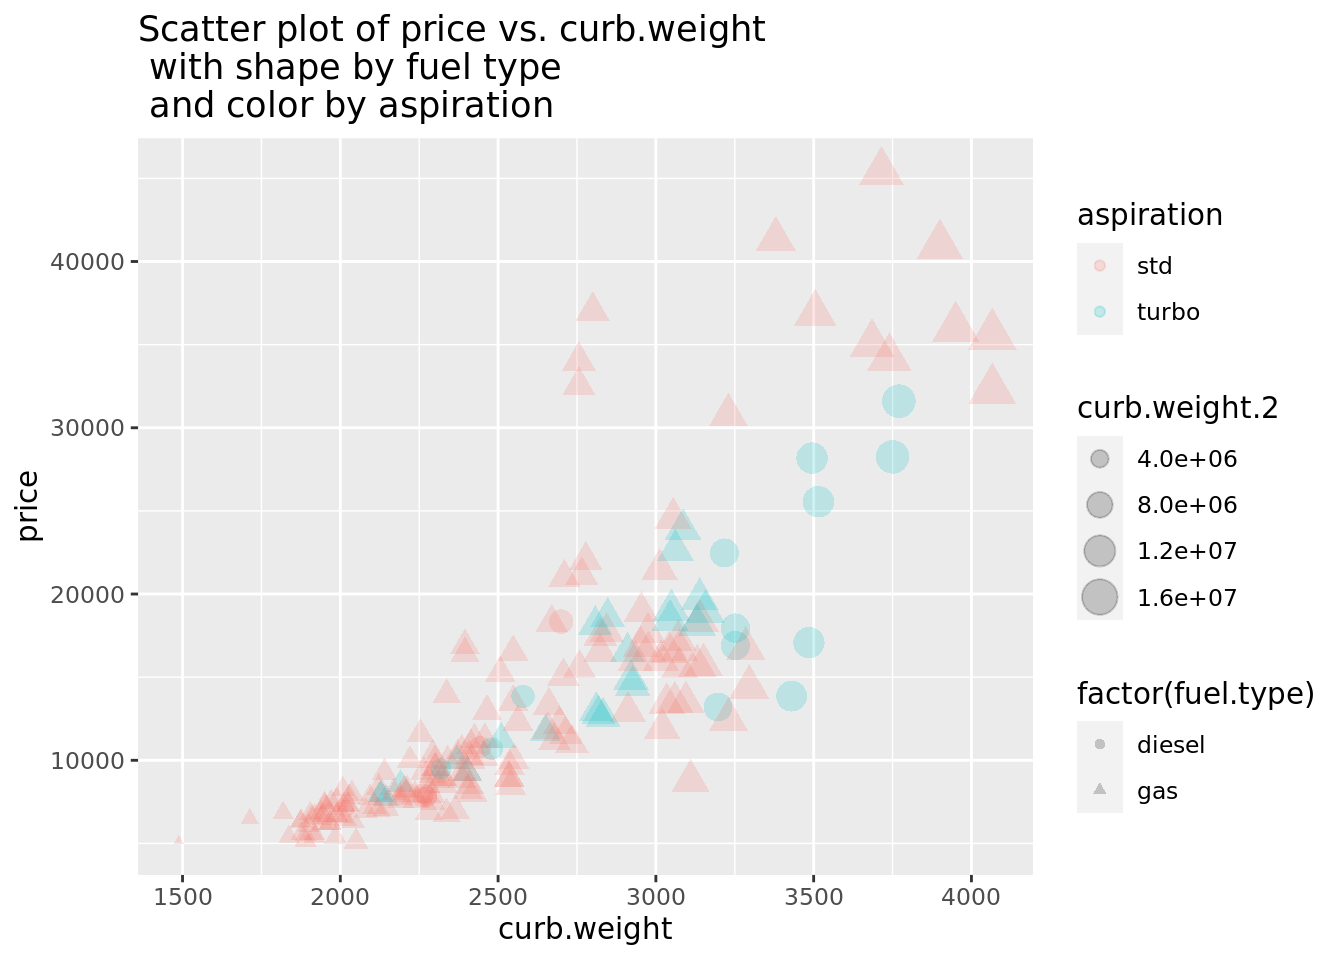 Scatter plot of price vs. curb.weight
with shape by fuel type
and color by aspiration
price
40000
30000
20000
10000
1500 2000 2500 3000 3500 4000
curb.weight
aspiration
std
turbo
curb.weight.2
4.0e+06
8.0e+06
1.2e+07
1.6e+07
factor(fuel.type)
diesel
gas